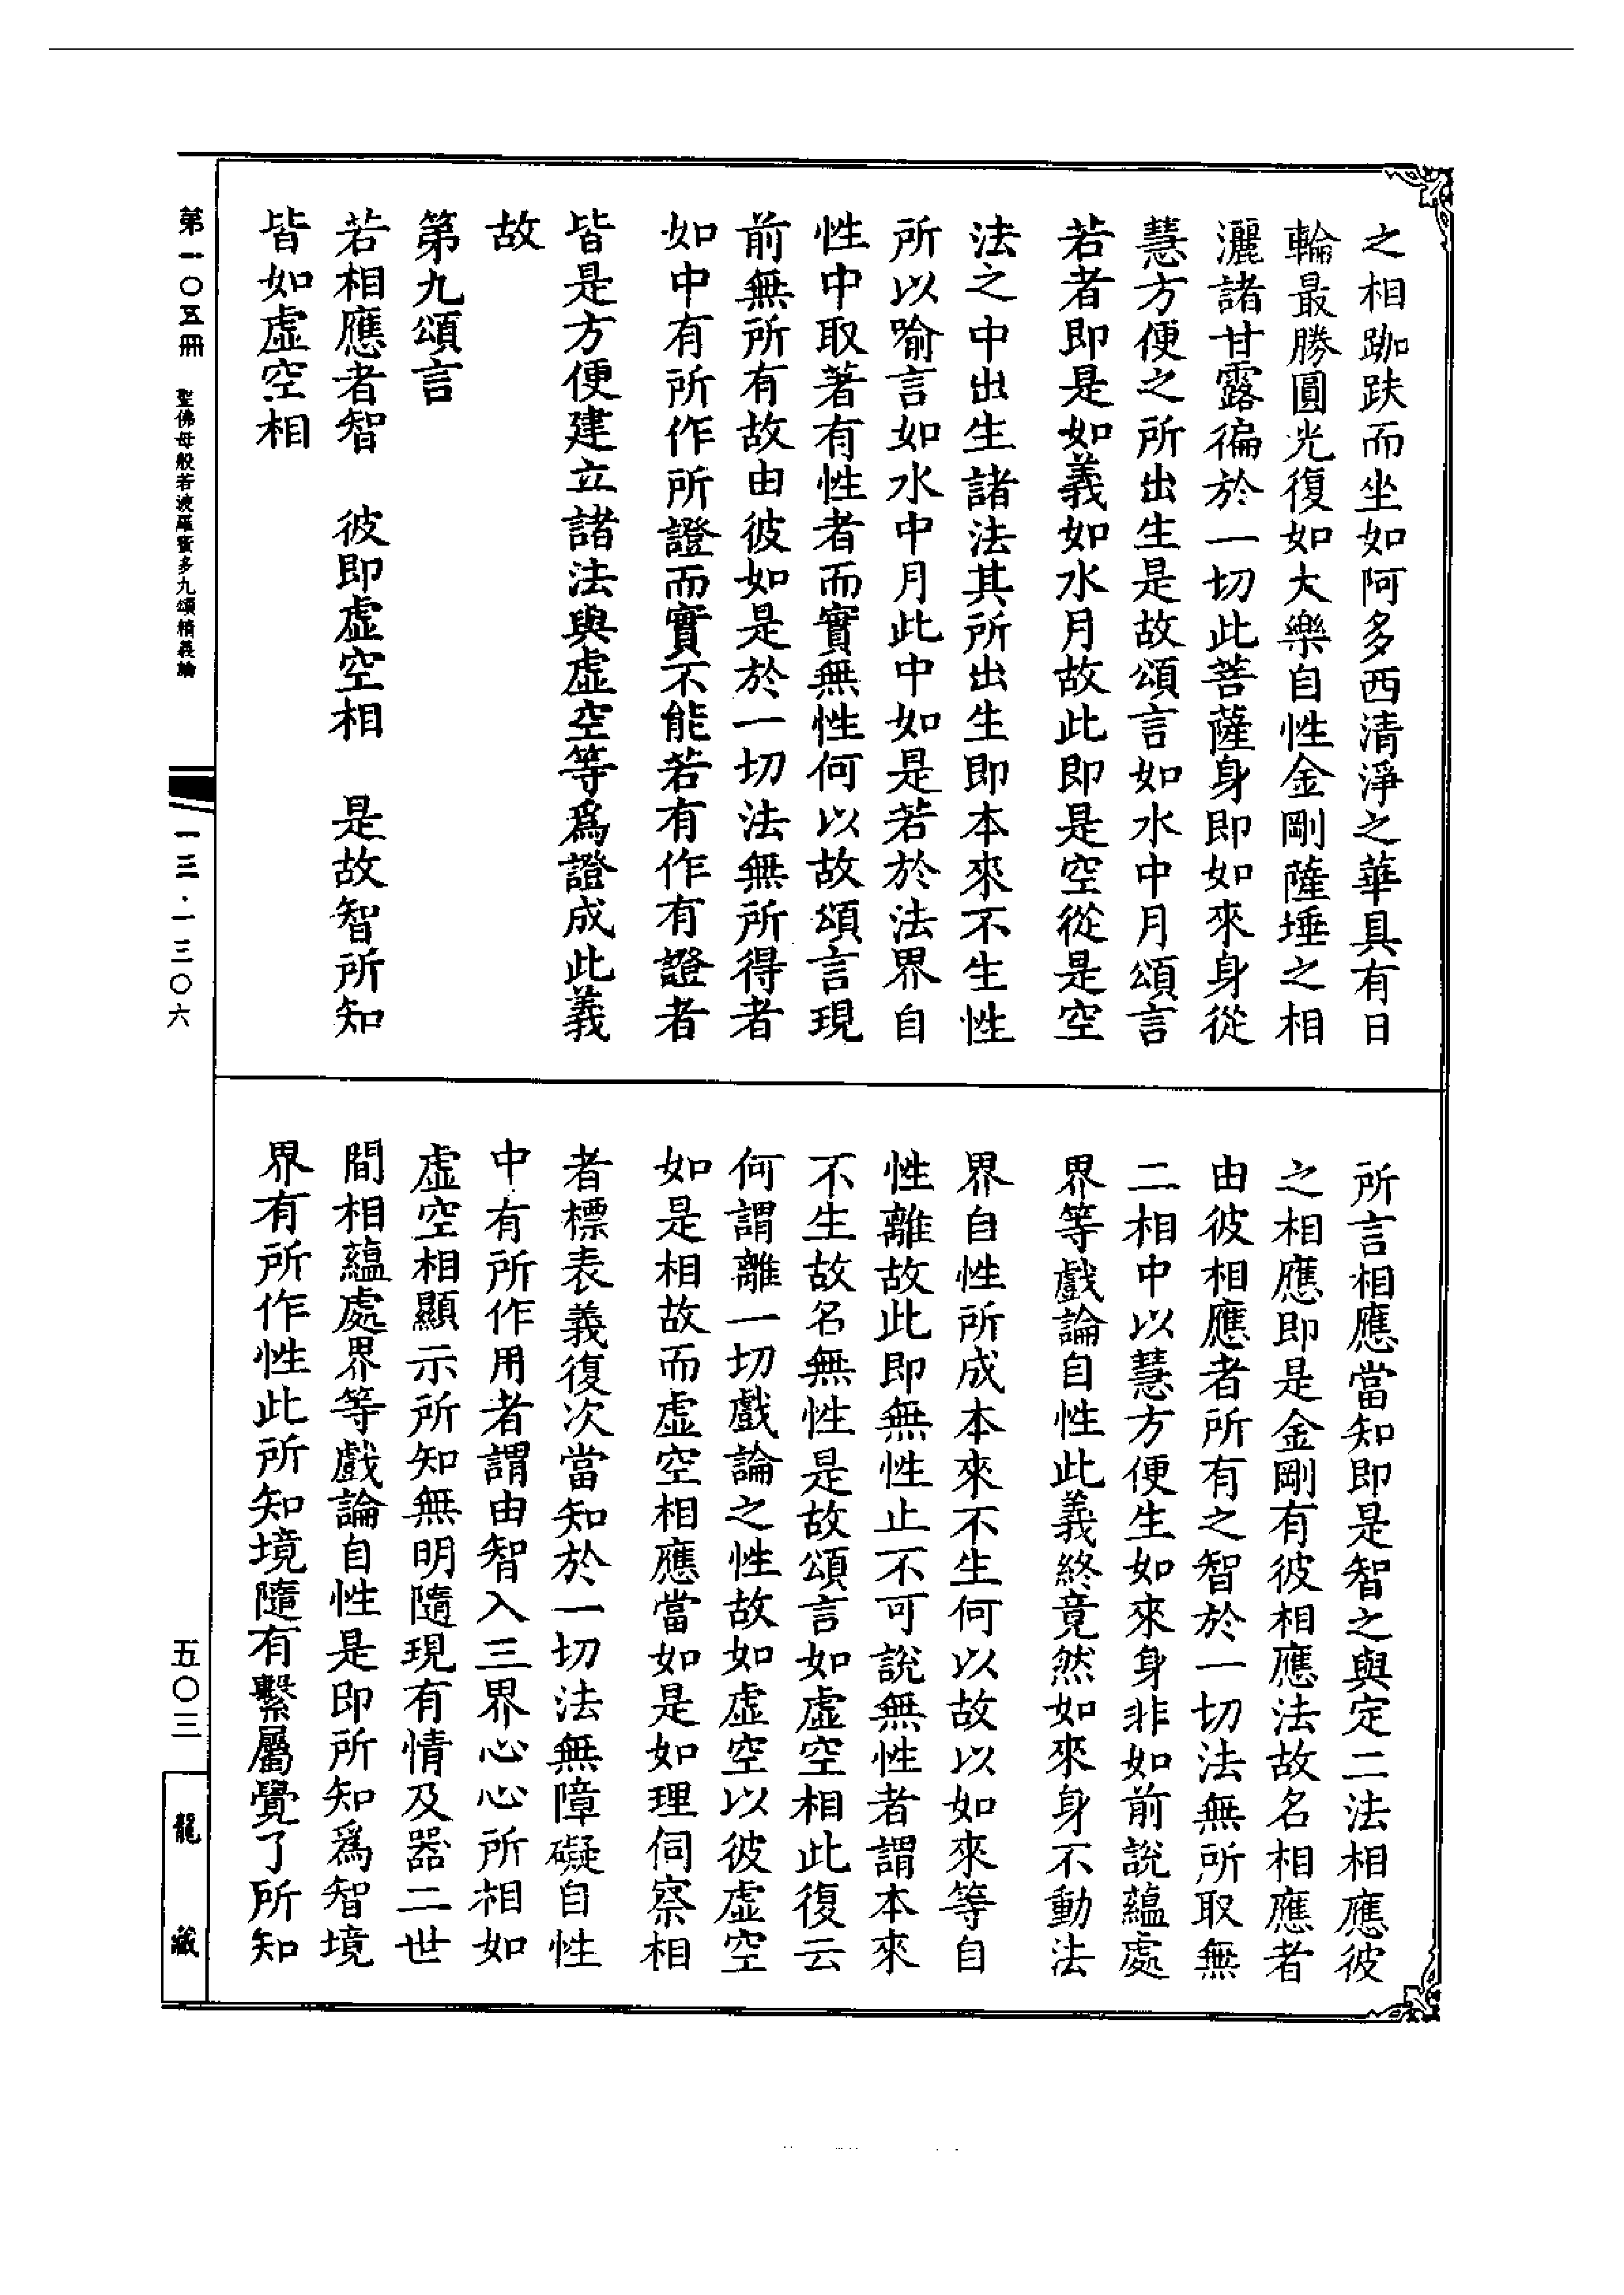 之相跏趺而坐如阿多西清淨之華具有日
輪最勝圓光復如大樂自性金剛薩埵之相
灑諸甘露徧於一切此菩薩身即如來身從
慧方便之所出生是故頌言如水中月頌言
若者即是如義如水月故此即是空從是空
法之中出生諸法其所出生即本來不生性
所以喻言如水中月此中如是若於法界自
性中取著有性者而實無性何以故頌言現
前無所有故由彼如是於一切法無所得者
如中有所作所證而實不能若有作有證者
皆是方便建立諸法與虛空等爲證成此義
故
第九頌言
若相應者智　彼即虛空相　是故智所知
皆如虛空相
所言相應當知即是智之與定二法相應彼
之相應即是金剛有彼相應法故名相應者
由彼相應者所有之智於一切法無所取無
二相中以慧方便生如來身非如前說蘊處
界等戲論自性此義終竟然如來身不動法
界自性所成本來不生何以故以如來等自
性離故此即無性止不可說無性者謂本來
不生故名無性是故頌言如虛空相此復云
何謂離一切戲論之性故如虛空以彼虛空
如是相故而虛空相應當如是如理伺察相
者標表義復次當知於一切法無障礙自性
中有所作用者謂由智入三界心心所相如
虛空相顯示所知無明隨現有情及器二世
間相蘊處界等戲論自性是即所知爲智境
界有所作性此所知境隨有繫屬覺了所知
第一〇五冊　聖佛母般若波羅蜜多九頌精義論
一三·一三〇六
五〇三
龍藏